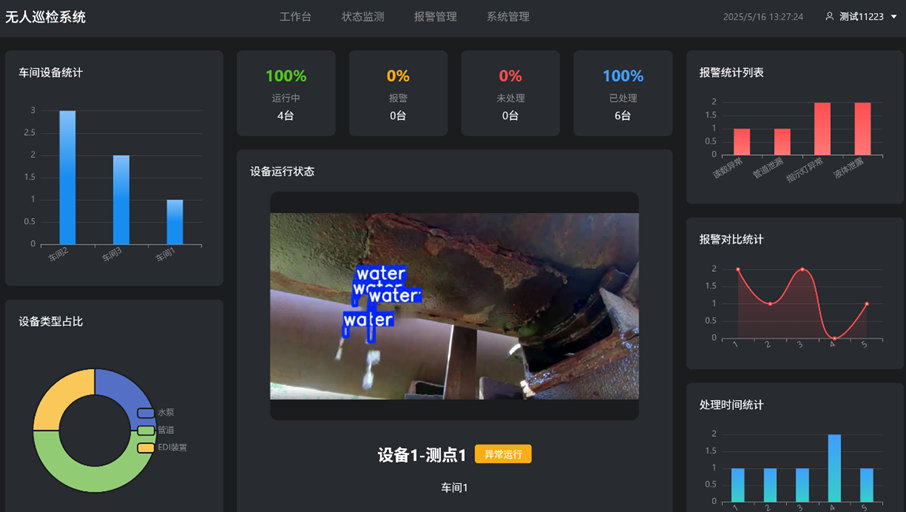 无人巡检系统
工作台 状态监测 报警管理 系统管理
2025/5/16 13:27:24 测试11223
车间设备统计
3
2.5
2
1.5
1
0.5
0
车间2 车间3 车间1
设备类型占比
水泵
管道
EDI装置
100% 0% 0% 100%
运行中 报警 未处理 已处理
4台 0台 0台 6台
设备运行状态
water
water
water
water
设备1-测点1 异常运行
车间1
报警统计列表
2
1.5
1
0.5
0
读数异常 管道泄漏 指示灯异常 液体泄露
报警对比统计
2
1.5
1
0.5
0
1 2 3 4 5
处理时间统计
2
1.5
1
0.5
0
1 2 3 4 5